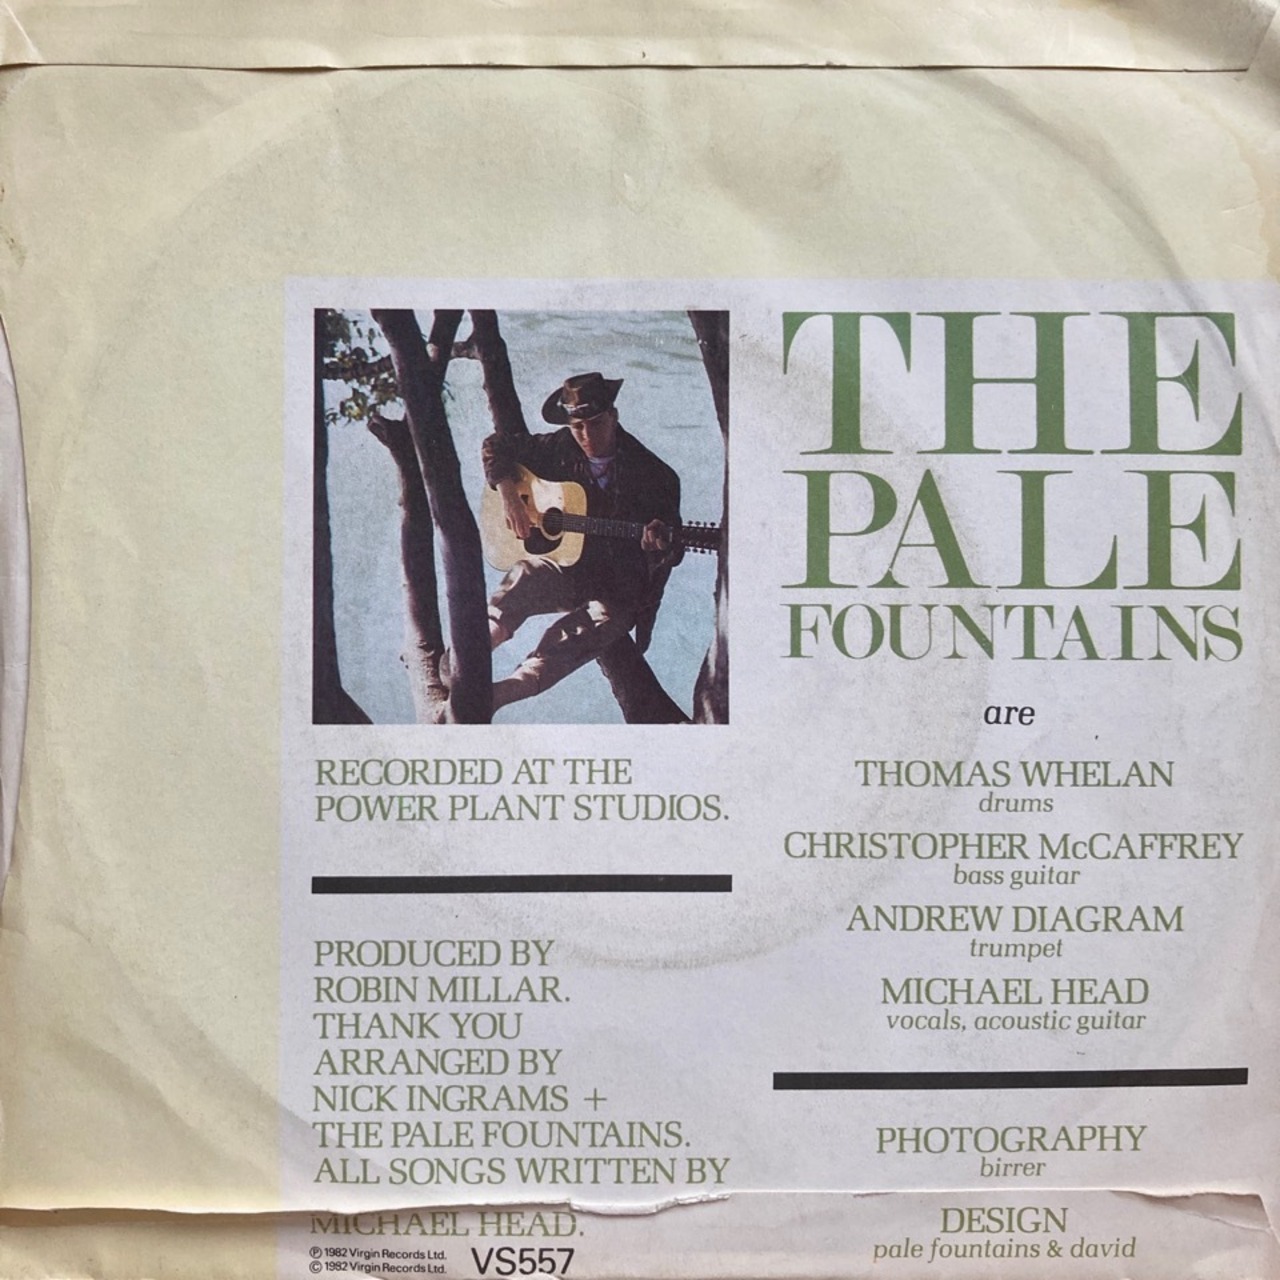 THE
PALE
FOUNTAINS
are
THOMAS WHELAN
drums
CHRISTOPHER McCAFFREY
bass guitar
ANDREW DIAGRAM
trumpet
MICHAEL HEAD
vocals, acoustic guitar
PHOTOGRAPHY
birrer
DESIGN
pale fountains & david
RECORDED AT THE
POWER PLANT STUDIOS.
PRODUCED BY
ROBIN MILLAR.
THANK YOU
ARRANGED BY
NICK INGRAMS +
THE PALE FOUNTAINS.
ALL SONGS WRITTEN BY
MICHAEL HEAD.
℗ 1982 Virgin Records Ltd.
© 1982 Virgin Records Ltd.
VS557